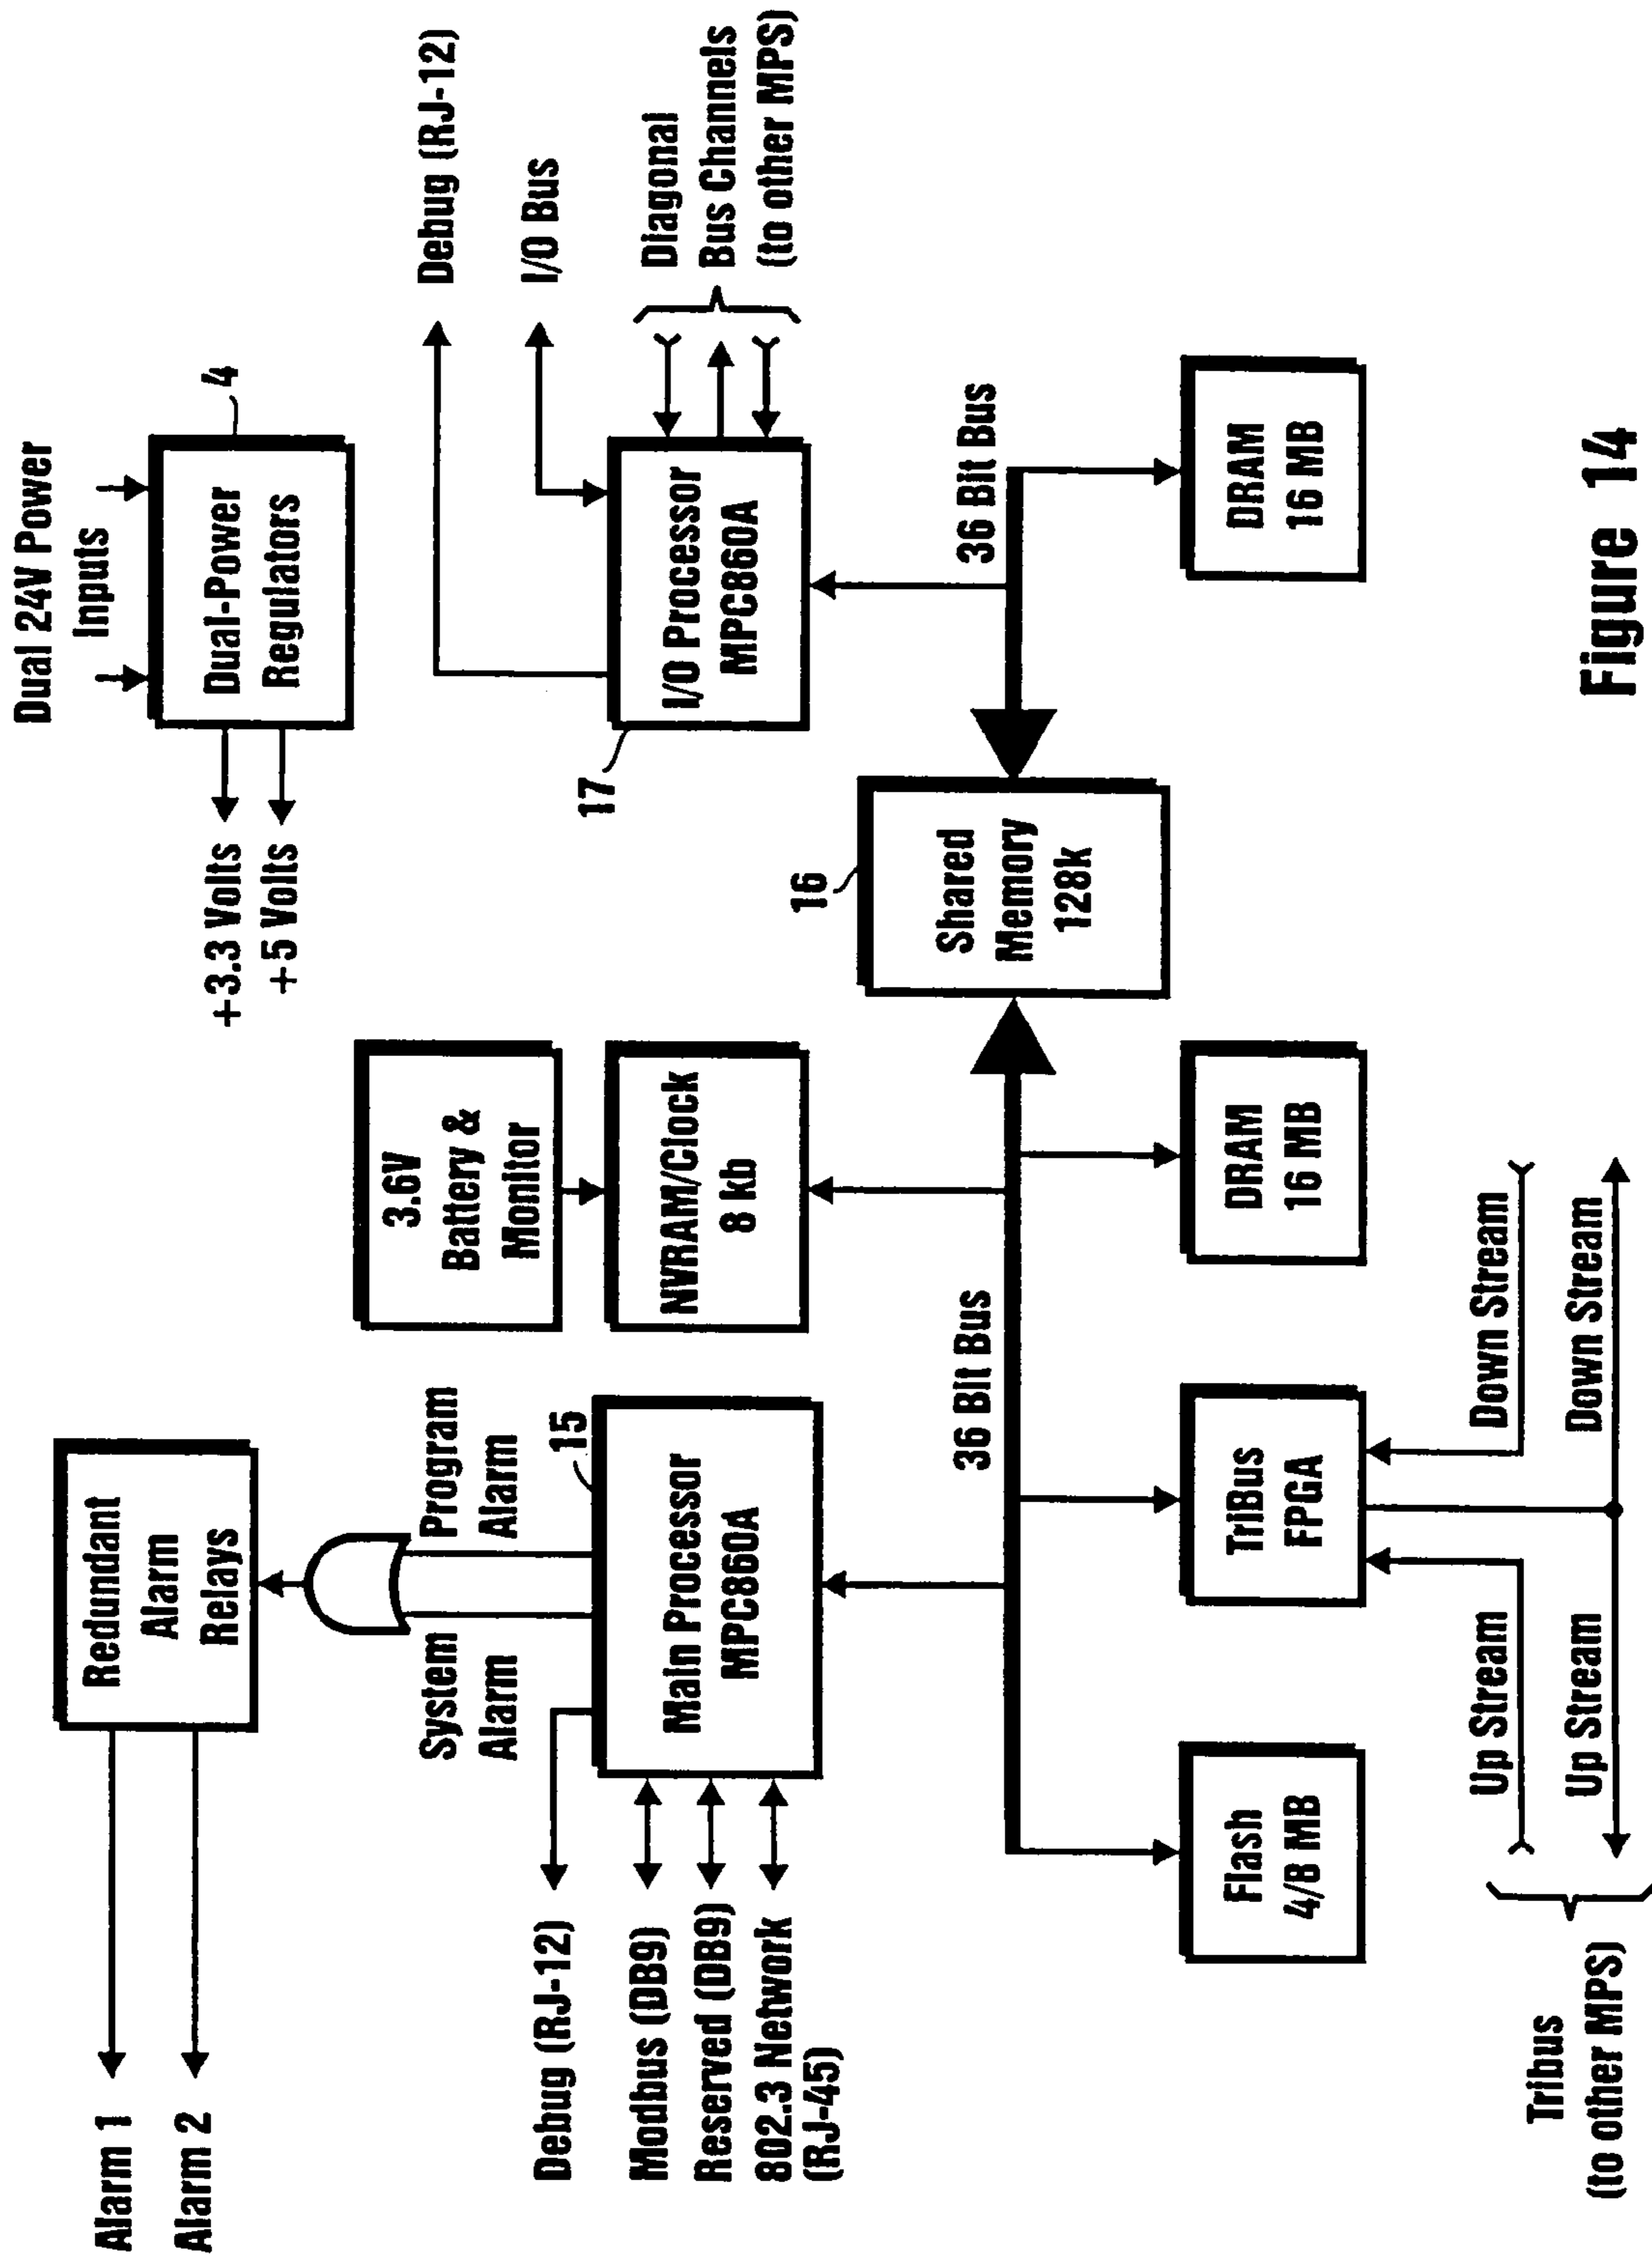 Dual 24V Power
Inputs
Dual-Power
Regulators
4
+3.3 Volts
+5 Volts
Alarm 1
Alarm 2
Redundant
Alarm
Relays
System
Alarm
Program
Alarm
15
Main Processor
MPC860A
Debug (RJ-12)
Modbus (DB9)
Reserved (DB9)
802.3 Network
(RJ-45)
3.6V
Battery &
Monitor
NVRAM/Clock
8 kb
17
I/O Processor
MPC860A
Debug (RJ-12)
I/O Bus
Diagonal
Bus Channels
(to other MPS)
36 Bit Bus
16
Shared
Memory
128k
36 Bit Bus
Flash
4/8 MB
TriBus
FPGA
DRAM
16 MB
DRAM
16 MB
Up Stream
Down Stream
Up Stream
Down Stream
Tribus
(to other MPS)
Figure 14